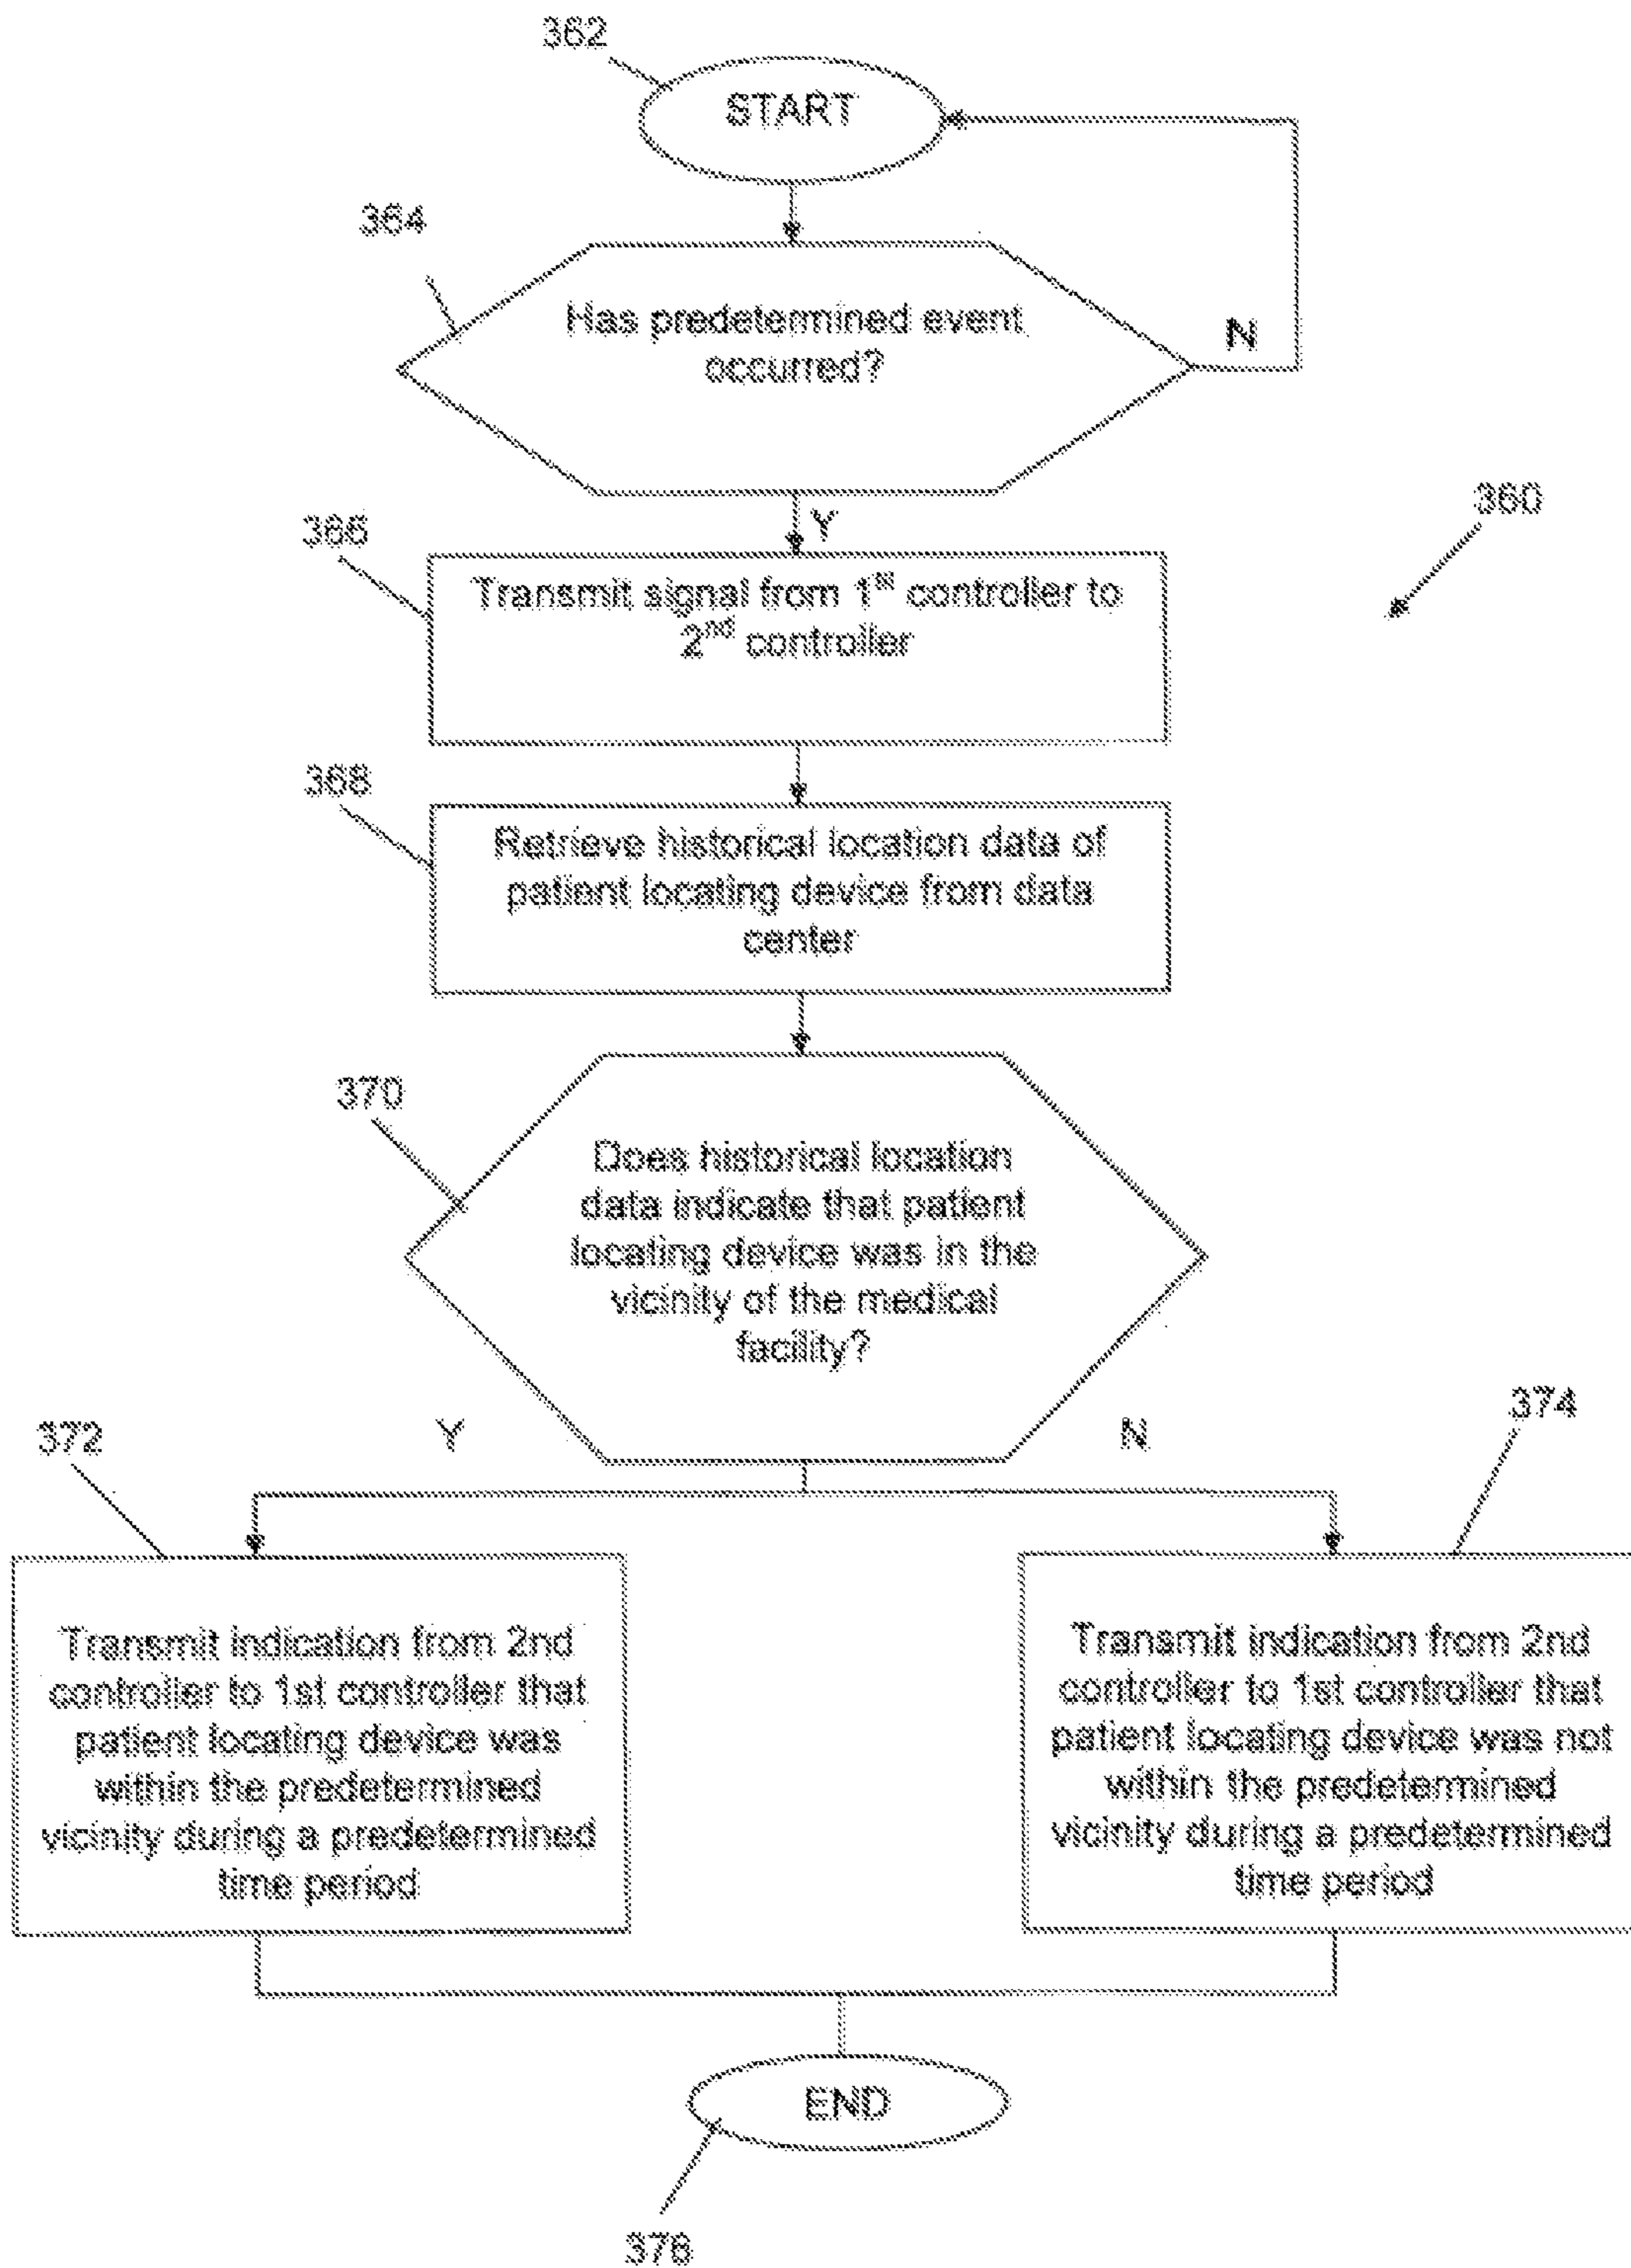 362
START
364
Has predetermined event
occurred?
N
360
Y
366
Transmit signal from 1st controller to
2nd controller
368
Retrieve historical location data of
patient locating device from data
center
370
Does historical location
data indicate that patient
locating device was in the
vicinity of the medical
facility?
Y
N
372
374
Transmit indication from 2nd
controller to 1st controller that
patient locating device was
within the predetermined
vicinity during a predetermined
time period
Transmit indication from 2nd
controller to 1st controller that
patient locating device was not
within the predetermined
vicinity during a predetermined
time period
END
376